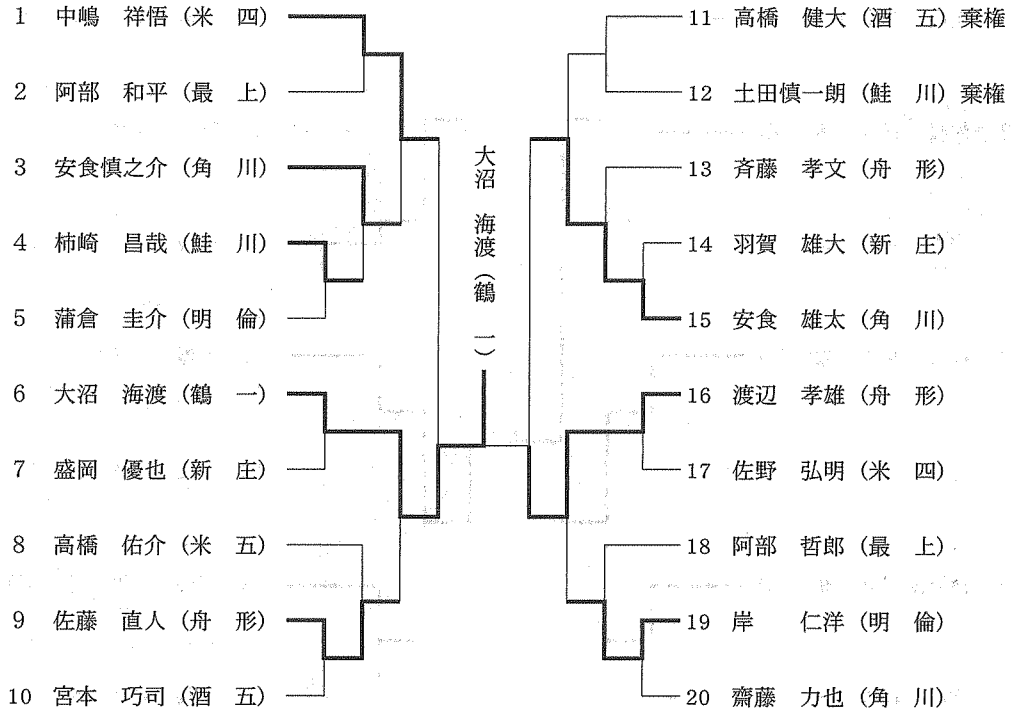 1 中嶋 祥悟（米 四）
2 阿部 和平（最 上）
3 安食慎之介（角 川）
4 柿崎 昌哉（鮭 川）
5 蒲倉 圭介（明 倫）
6 大沼 海渡（鶴 一）
7 盛岡 優也（新 庄）
8 高橋 佑介（米 五）
9 佐藤 直人（舟 形）
10 宮本 巧司（酒 五）
大沼 海渡（鶴 一）
11 高橋 健大（酒 五）棄権
12 土田慎一朗（鮭 川）棄権
13 斉藤 孝文（舟 形）
14 羽賀 雄大（新 庄）
15 安食 雄太（角 川）
16 渡辺 孝雄（舟 形）
17 佐野 弘明（米 四）
18 阿部 哲郎（最 上）
19 岸 仁洋（明 倫）
20 齋藤 力也（角 川）